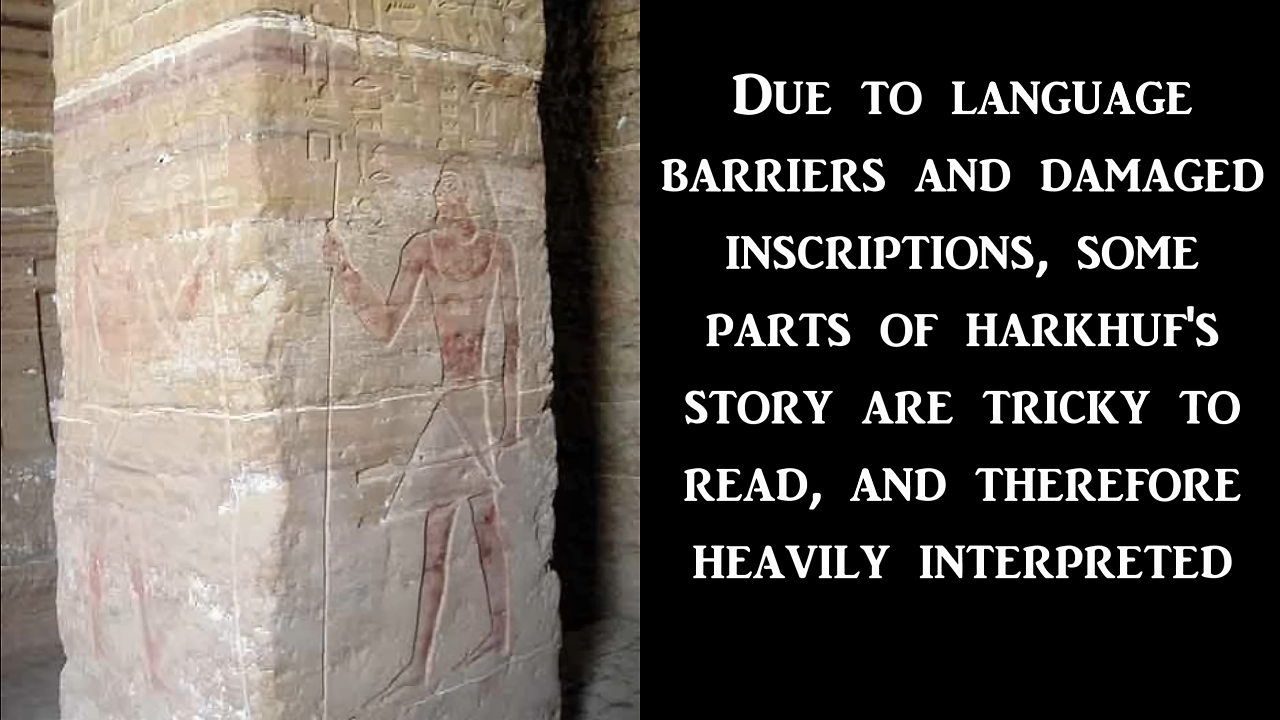 Due to language
barriers and damaged
inscriptions, some
parts of Harkhuf's
story are tricky to
read, and therefore
heavily interpreted